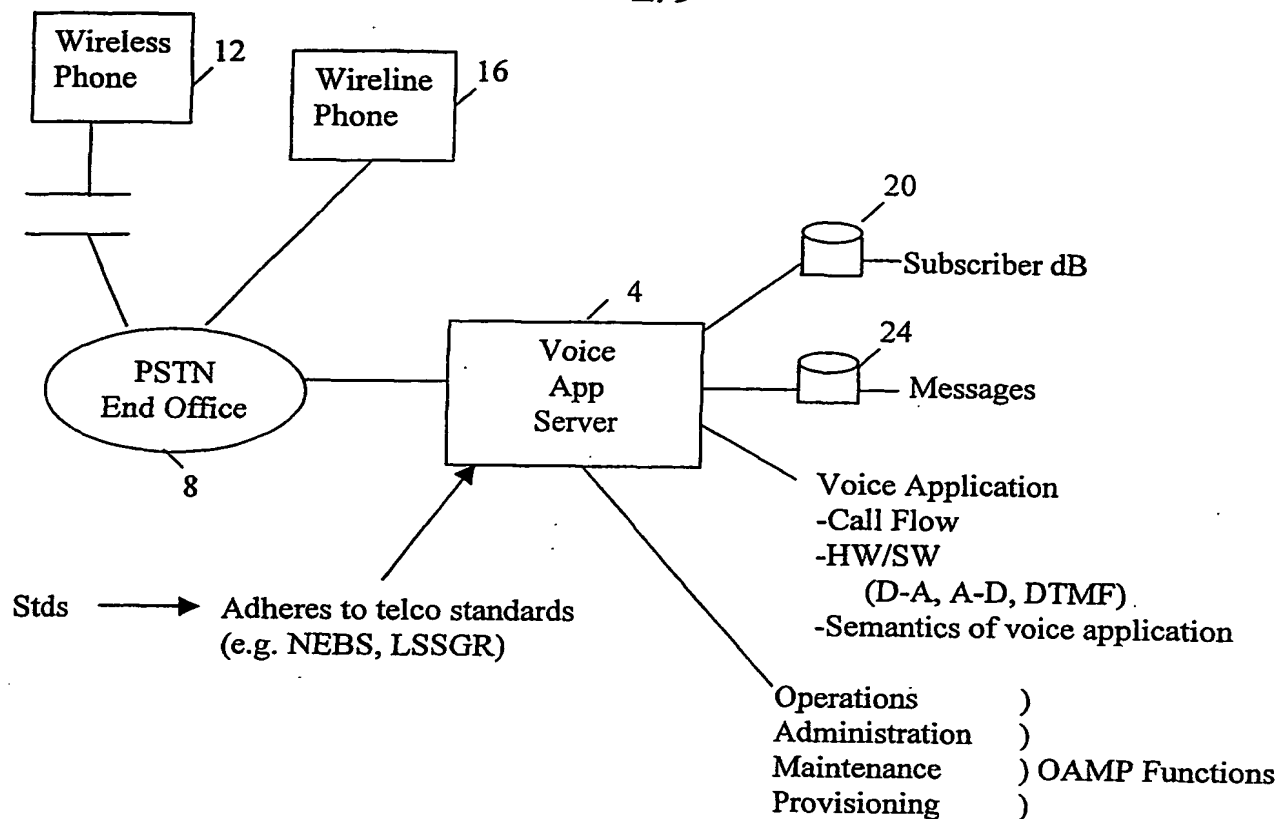 Wireless
Phone
12
Wireline
Phone
16
20
Subscriber dB
4
24
Voice
App
Server
Messages
PSTN
End Office
8
Voice Application
-Call Flow
-HW/SW
(D-A, A-D, DTMF)
-Semantics of voice application
Stds
Adheres to telco standards
(e.g. NEBS, LSSGR)
Operations )
Administration )
Maintenance ) OAMP Functions
Provisioning )